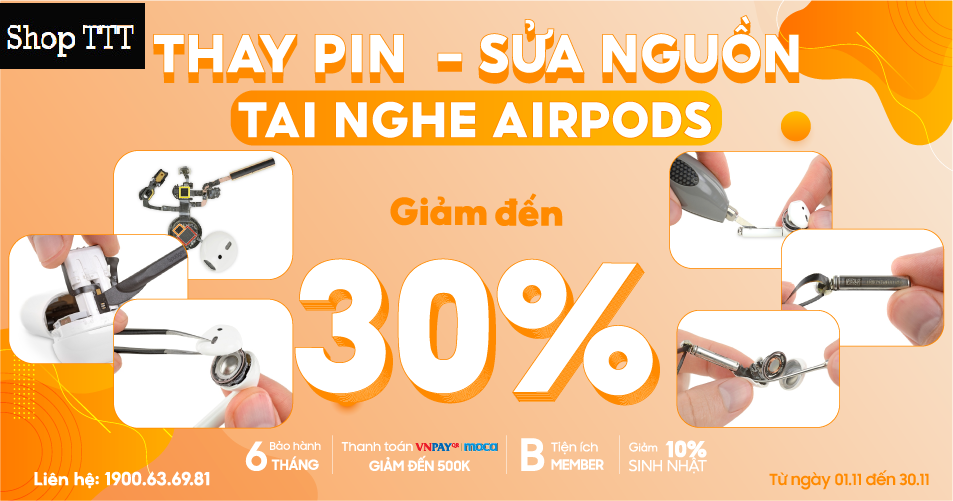 Shop TTT
THAY PIN – SỬA NGUỒN
TAI NGHE AIRPODS
Giảm đến
30%
6 Bảo hành
THÁNG
Thanh toán VNPAYQR moca
GIẢM ĐẾN 500K
B Tiện ích
MEMBER
Giảm 10%
SINH NHẬT
Liên hệ: 1900.63.69.81
Từ ngày 01.11 đến 30.11